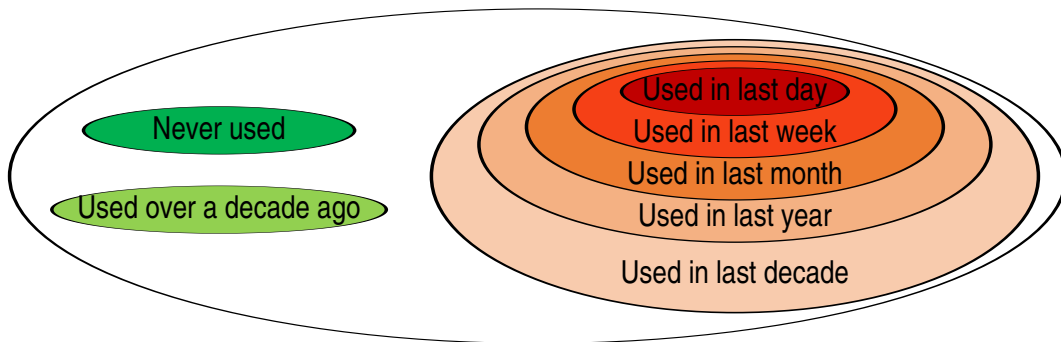 Never used
Used over a decade ago
Used in last day
Used in last week
Used in last month
Used in last year
Used in last decade